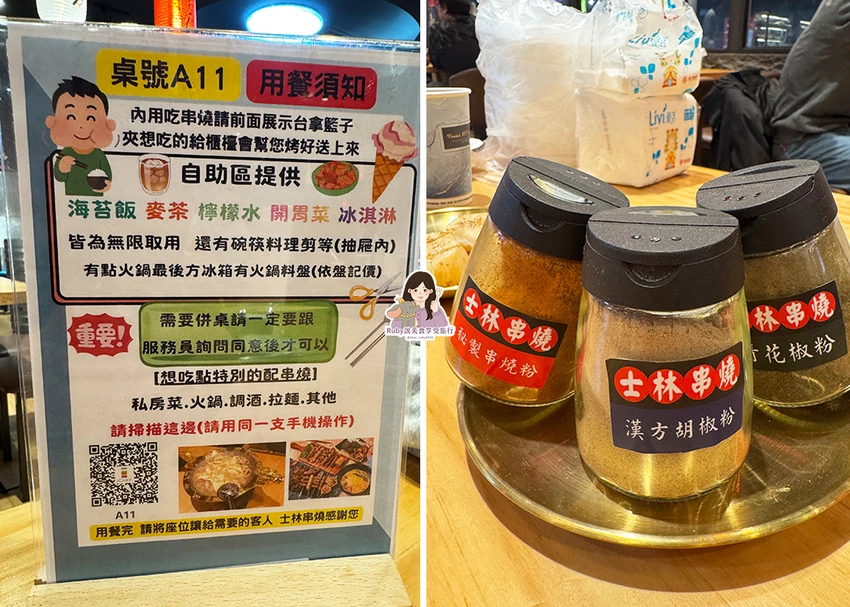 桌號A11 用餐須知
內用吃串燒請前面展示台拿籃子
夾想吃的給櫃檯會幫您烤好送上來
自助區提供
海苔飯 麥茶 檸檬水 開胃菜 冰淇淋
皆為無限取用 還有碗筷料理剪等(抽屜內)
有點火鍋最後方冰箱有火鍋料盤(依盤記價)
重要!
需要併桌請一定要跟
服務員詢問同意後才可以
[想吃點特別的配串燒]
私房菜.火鍋.調酒.拉麵.其他
請掃描這邊(請用同一支手機操作)
A11
用餐完 請將座位讓給需要的客人 士林串燒感謝您
Ruby說美食享受旅行
Livi
士林串燒
秘製串燒粉
士林串燒
漢方胡椒粉
林串燒
花椒粉